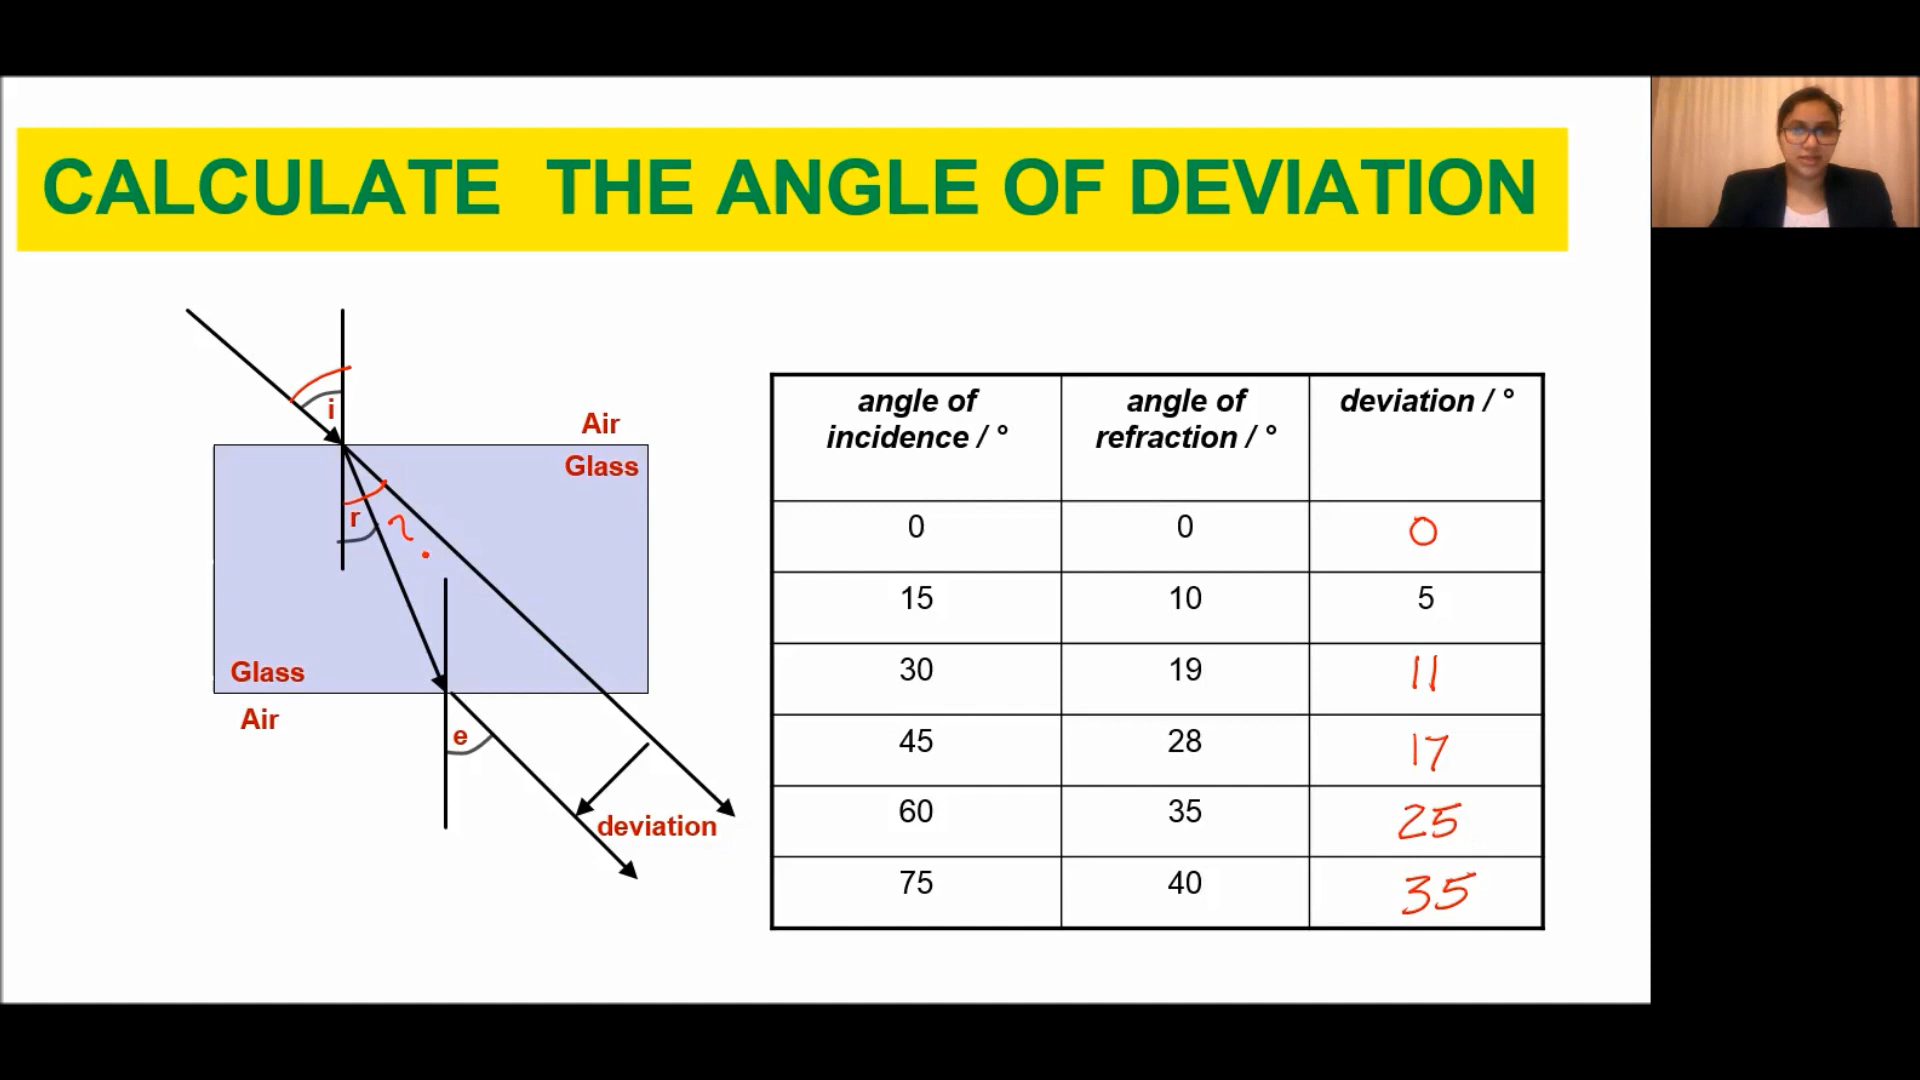 CALCULATE THE ANGLE OF DEVIATION
i
Air
Glass
r
?
Glass
Air
e
deviation
angle of incidence / ° angle of refraction / ° deviation / °
0 0 0
15 10 5
30 19 11
45 28 17
60 35 25
75 40 35